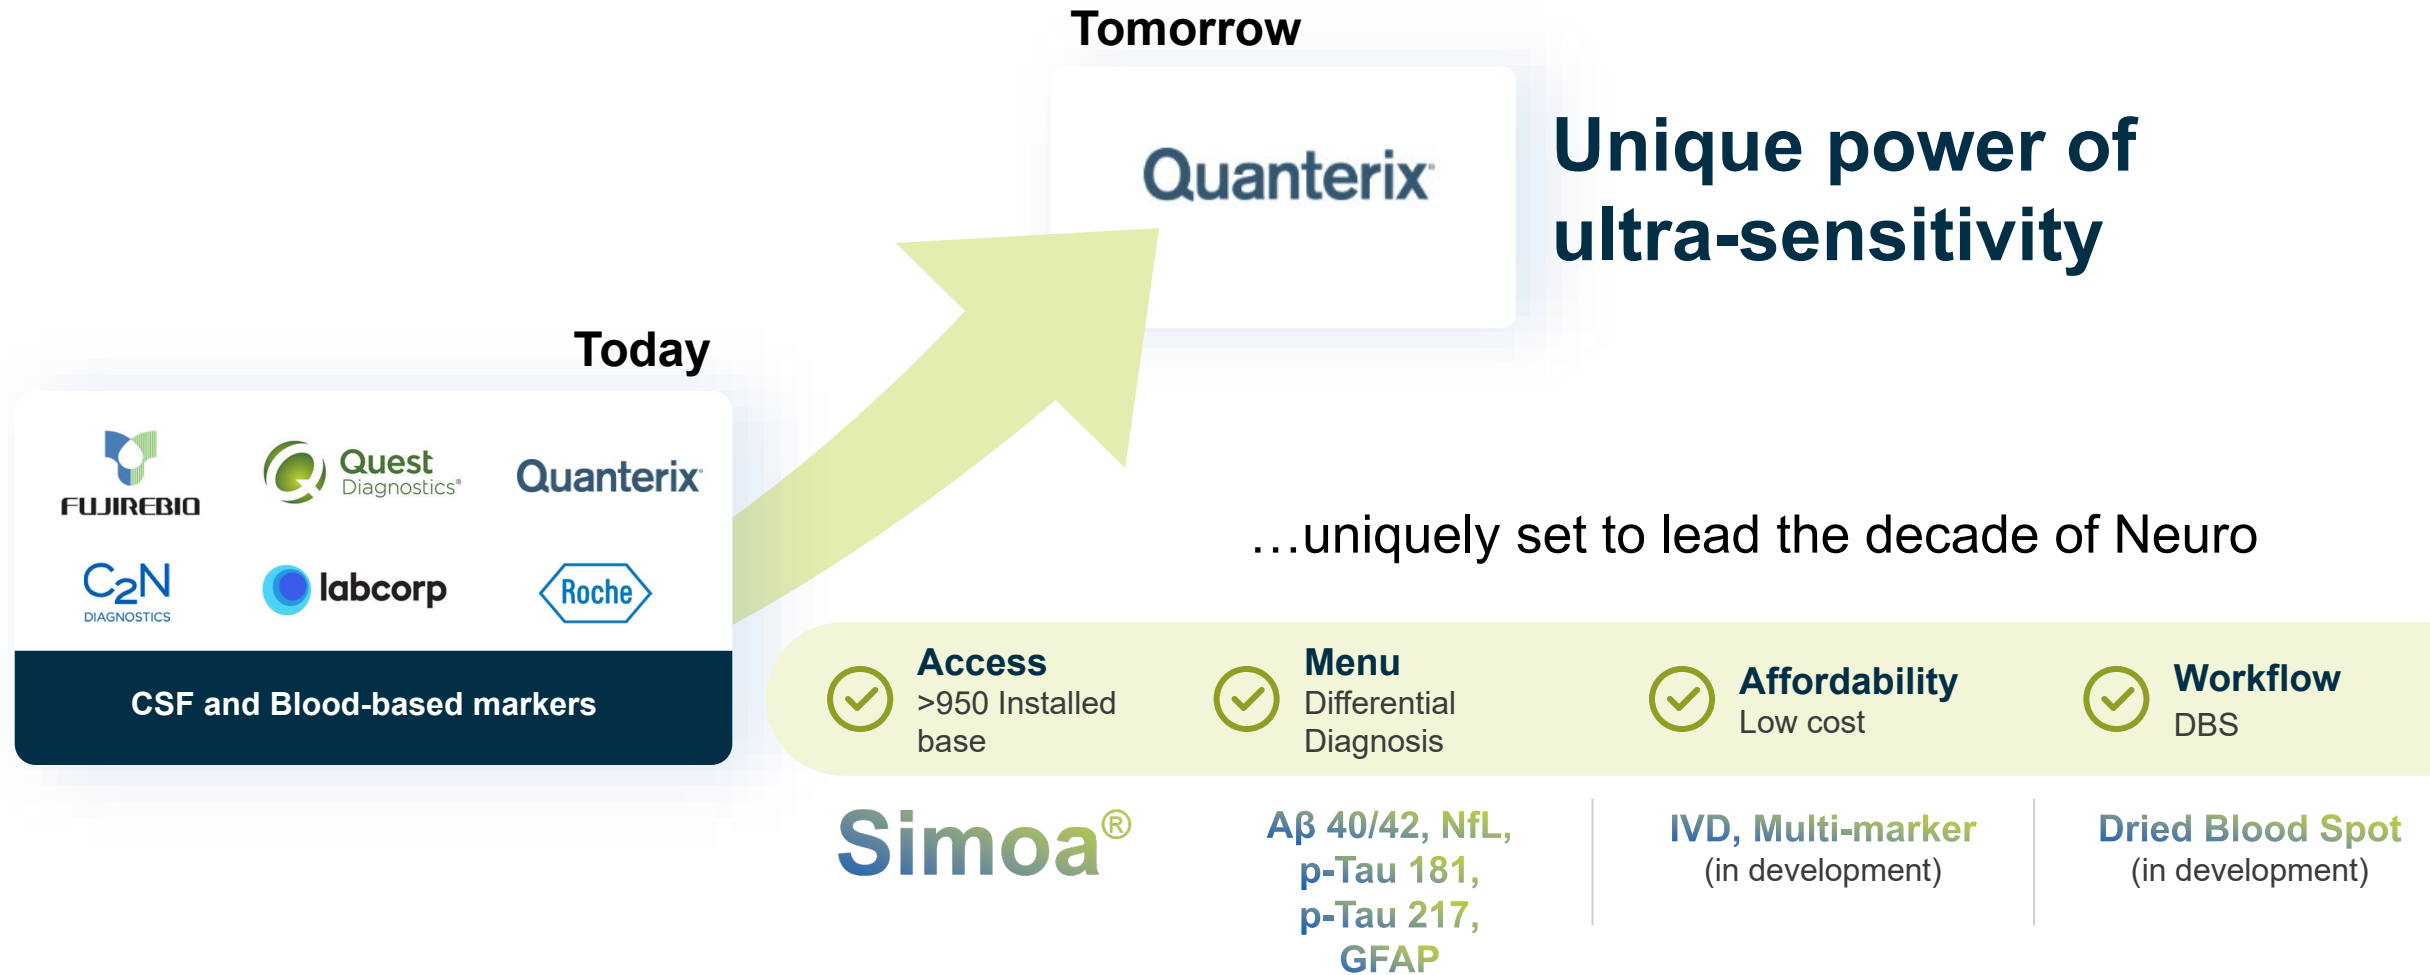 Tomorrow
Quanterix
Unique power of
ultra-sensitivity
Today
FUJIREBIO
Quest
Diagnostics®
Quanterix
C2N
DIAGNOSTICS
labcorp
Roche
CSF and Blood-based markers
…uniquely set to lead the decade of Neuro
Access
>950 Installed
base
Menu
Differential
Diagnosis
Affordability
Low cost
Workflow
DBS
Simoa®
Aβ 40/42, NfL,
p-Tau 181,
p-Tau 217,
GFAP
IVD, Multi-marker
(in development)
Dried Blood Spot
(in development)